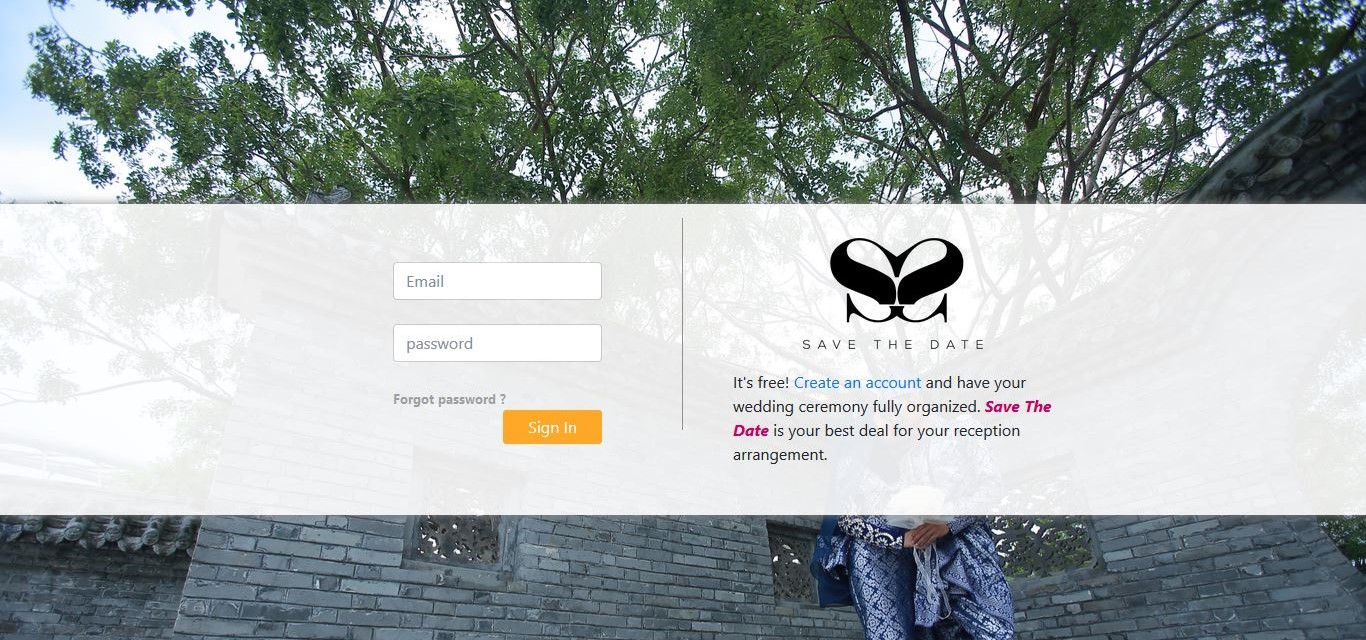 Email
password
Forgot password ?
Sign In
SAVE THE DATE
It's free! Create an account and have your
wedding ceremony fully organized. Save The
Date is your best deal for your reception
arrangement.